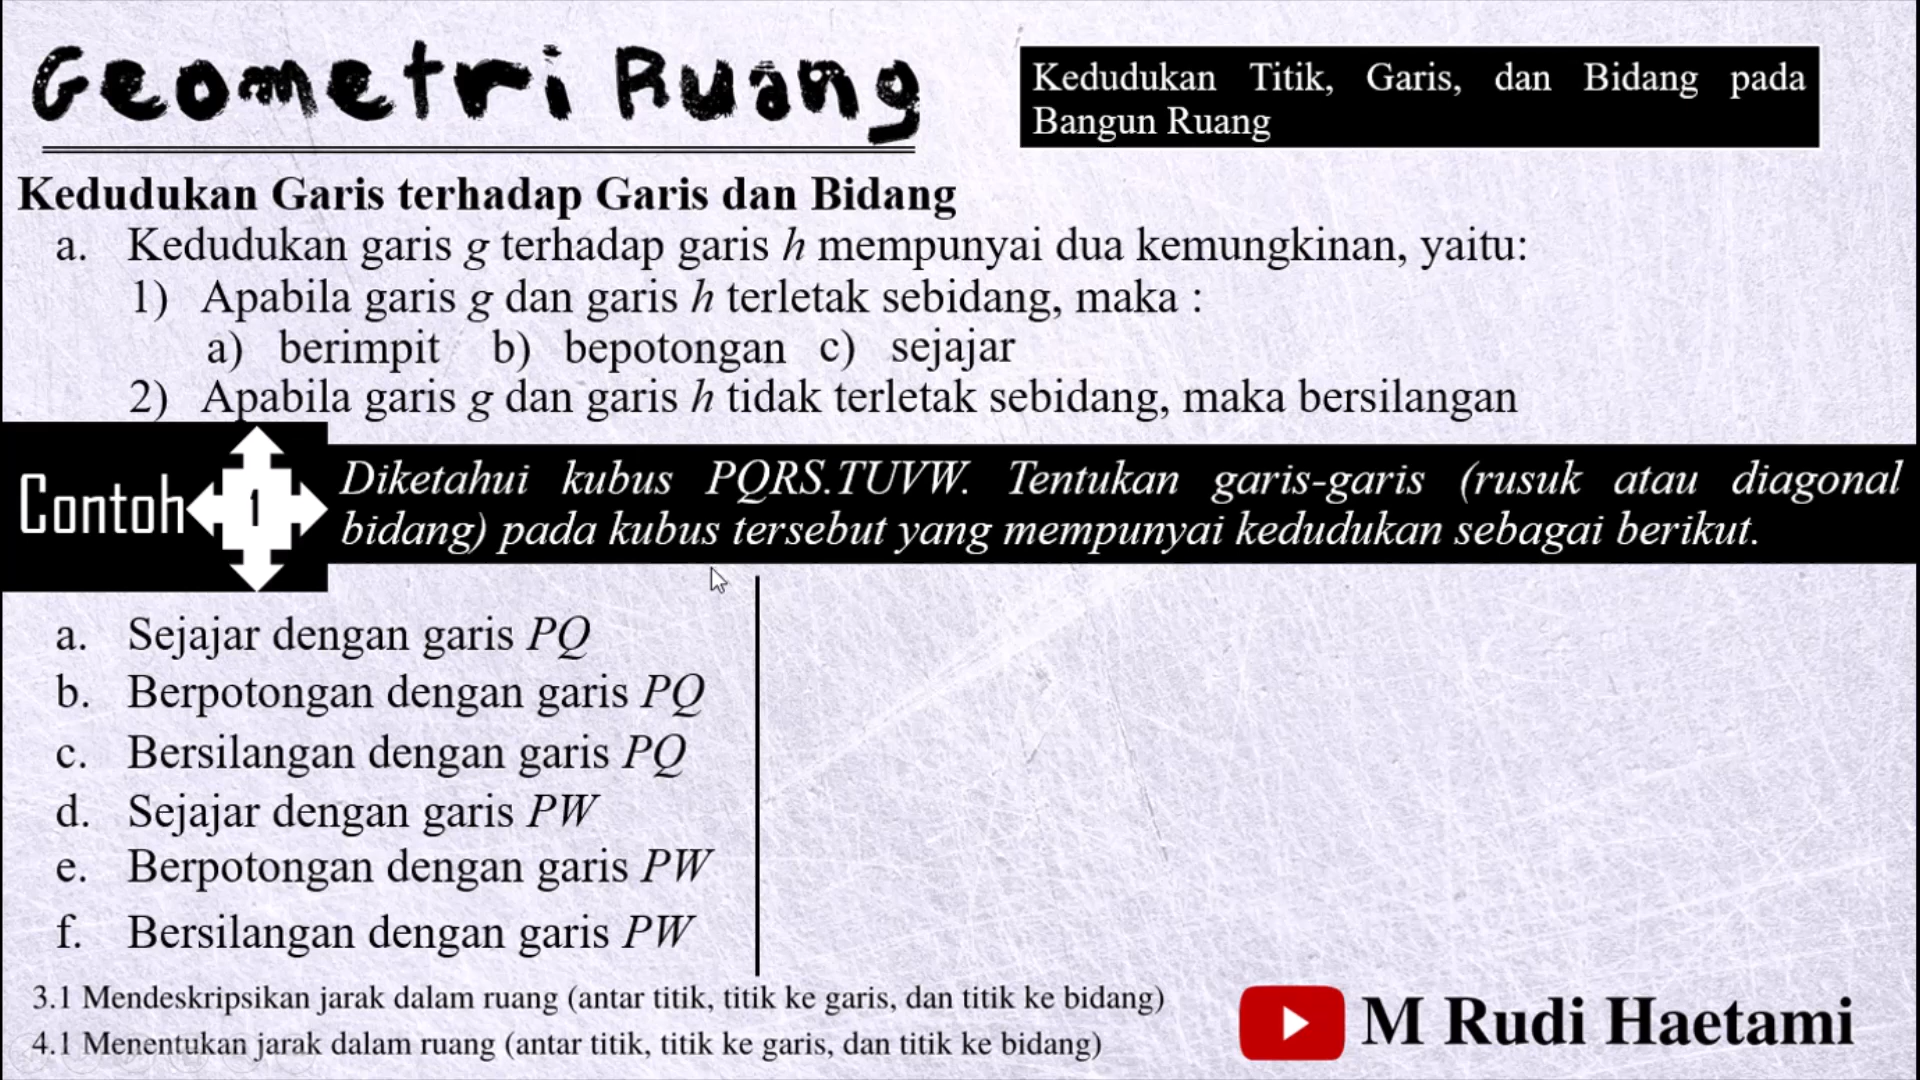 Geometri Ruang
Kedudukan Titik, Garis, dan Bidang pada
Bangun Ruang
Kedudukan Garis terhadap Garis dan Bidang
a. Kedudukan garis g terhadap garis h mempunyai dua kemungkinan, yaitu:
1) Apabila garis g dan garis h terletak sebidang, maka :
a) berimpit b) bepotongan c) sejajar
2) Apabila garis g dan garis h tidak terletak sebidang, maka bersilangan
Contoh 1
Diketahui kubus PQRS.TUVW. Tentukan garis-garis (rusuk atau diagonal
bidang) pada kubus tersebut yang mempunyai kedudukan sebagai berikut.
a. Sejajar dengan garis PQ
b. Berpotongan dengan garis PQ
c. Bersilangan dengan garis PQ
d. Sejajar dengan garis PW
e. Berpotongan dengan garis PW
f. Bersilangan dengan garis PW
3.1 Mendeskripsikan jarak dalam ruang (antar titik, titik ke garis, dan titik ke bidang)
4.1 Menentukan jarak dalam ruang (antar titik, titik ke garis, dan titik ke bidang)
M Rudi Haetami